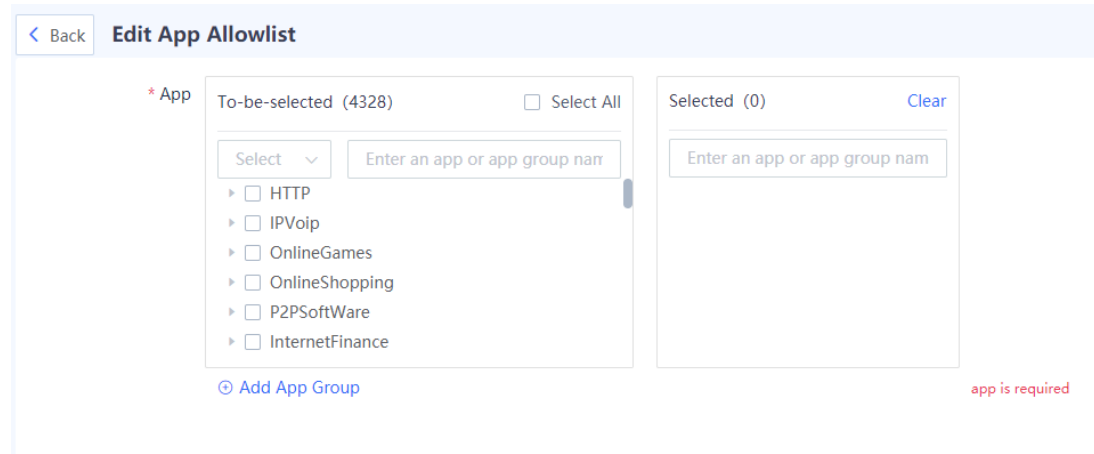 Back Edit App Allowlist
* App
To-be-selected (4328) Select All
Select Enter an app or app group nam
HTTP
IPVoip
OnlineGames
OnlineShopping
P2PSoftWare
InternetFinance
Add App Group
Selected (0) Clear
Enter an app or app group nam
app is required